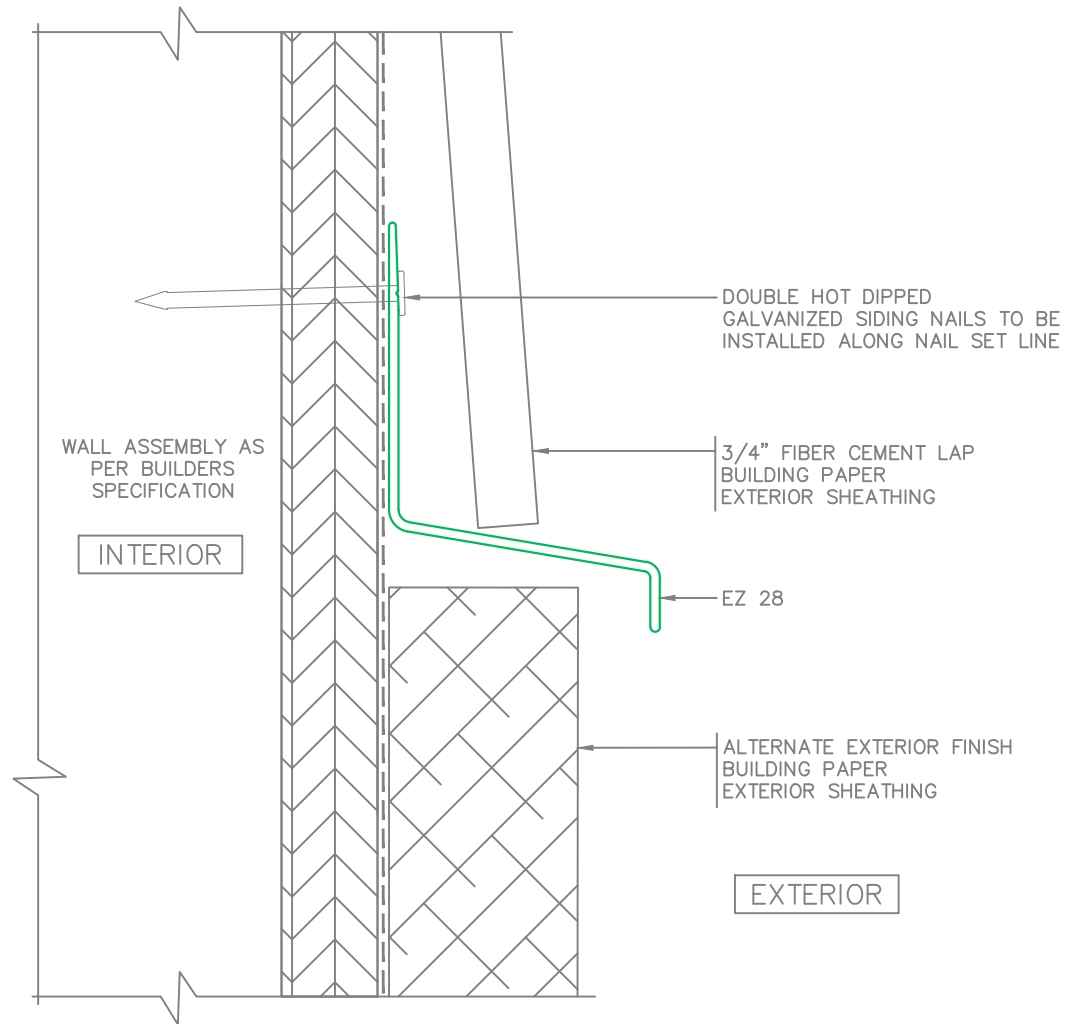 DOUBLE HOT DIPPED
GALVANIZED SIDING NAILS TO BE
INSTALLED ALONG NAIL SET LINE
WALL ASSEMBLY AS
PER BUILDERS
SPECIFICATION
3/4” FIBER CEMENT LAP
BUILDING PAPER
EXTERIOR SHEATHING
INTERIOR
EZ 28
ALTERNATE EXTERIOR FINISH
BUILDING PAPER
EXTERIOR SHEATHING
EXTERIOR